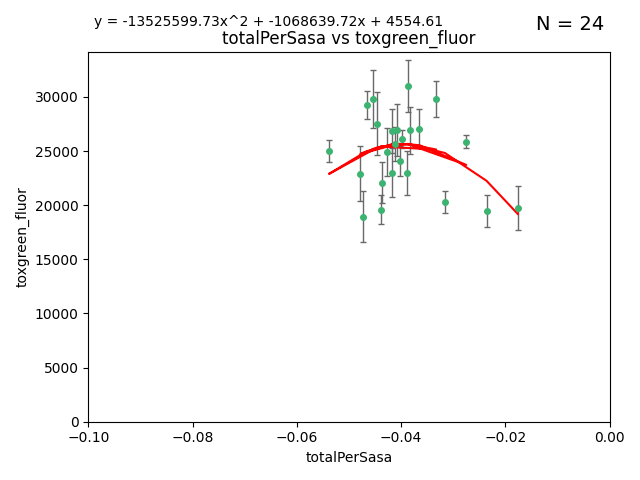 y = -13525599.73x^2 + -1068639.72x + 4554.61
N = 24
totalPerSasa vs toxgreen_fluor
toxgreen_fluor
30000
25000
20000
15000
10000
5000
0
−0.10 −0.08 −0.06 −0.04 −0.02 0.00
totalPerSasa